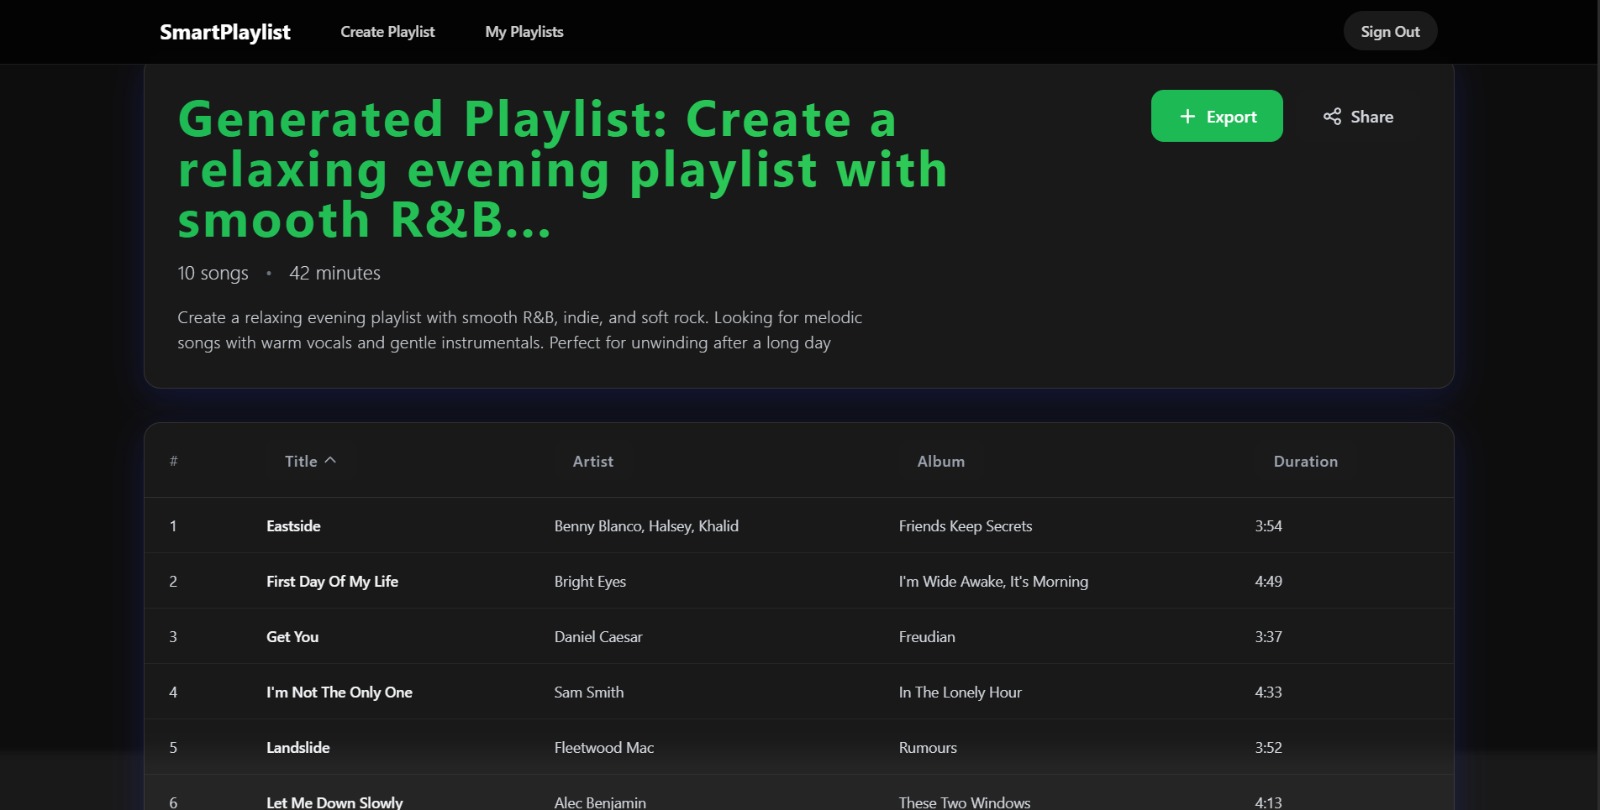 SmartPlaylist Create Playlist My Playlists Sign Out
Generated Playlist: Create a
relaxing evening playlist with
smooth R&B...
Export Share
10 songs • 42 minutes
Create a relaxing evening playlist with smooth R&B, indie, and soft rock. Looking for melodic
songs with warm vocals and gentle instrumentals. Perfect for unwinding after a long day
# Title Artist Album Duration
1 Eastside Benny Blanco, Halsey, Khalid Friends Keep Secrets 3:54
2 First Day Of My Life Bright Eyes I'm Wide Awake, It's Morning 4:49
3 Get You Daniel Caesar Freudian 3:37
4 I'm Not The Only One Sam Smith In The Lonely Hour 4:33
5 Landslide Fleetwood Mac Rumours 3:52
6 Let Me Down Slowly Alec Benjamin These Two Windows 4:13